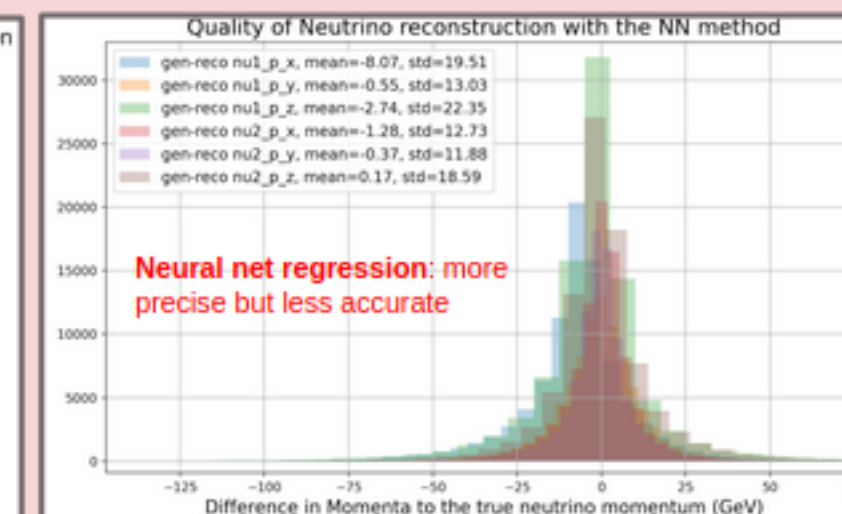 n
Quality of Neutrino reconstruction with the NN method
gen-reco nu1_p_x, mean=-8.07, std=19.51
gen-reco nu1_p_y, mean=-0.55, std=13.03
gen-reco nu1_p_z, mean=-2.74, std=22.35
gen-reco nu2_p_x, mean=-1.28, std=12.73
gen-reco nu2_p_y, mean=-0.37, std=11.88
gen-reco nu2_p_z, mean=0.17, std=18.59
30000
25000
20000
15000
10000
5000
0
Neural net regression: more
precise but less accurate
−125 −100 −75 −50 −25 0 25 50
Difference in Momenta to the true neutrino momentum (GeV)